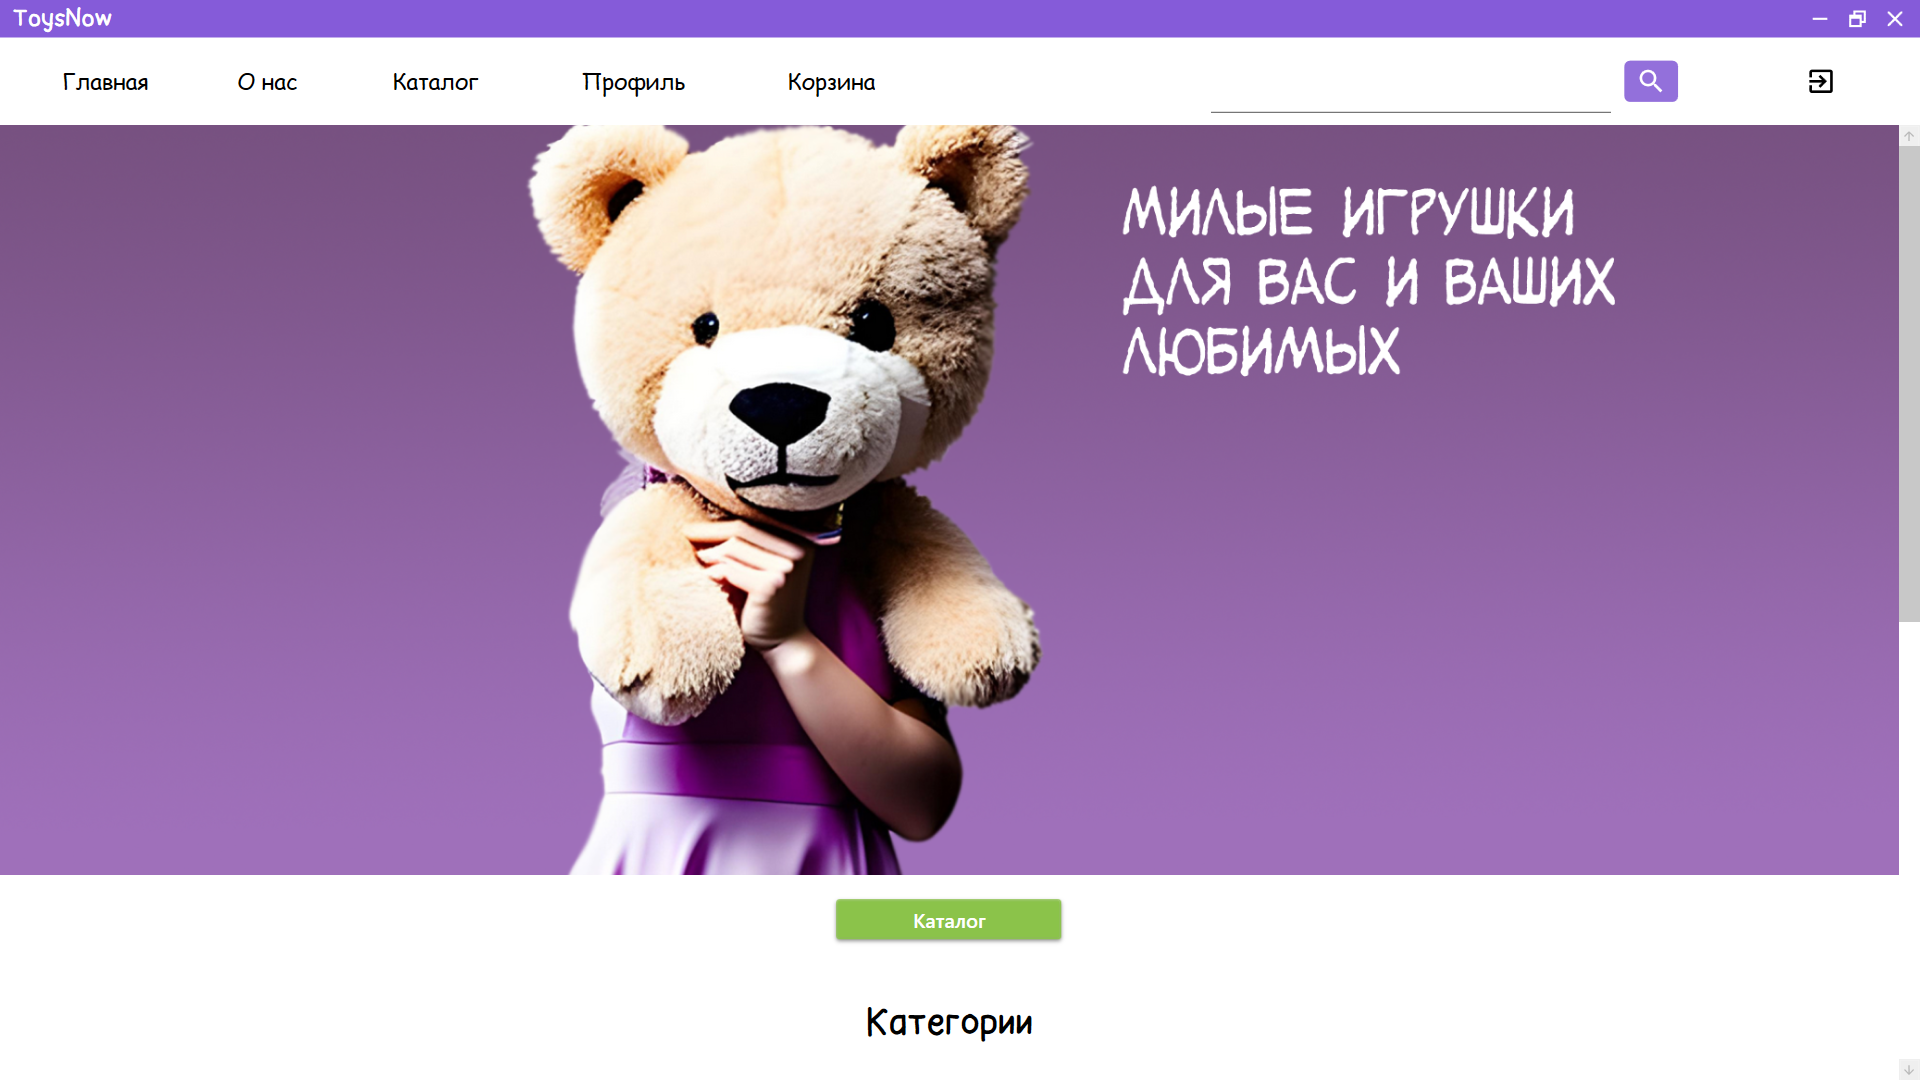 ToysNow
Главная О нас Каталог Профиль Корзина
МИЛЫЕ ИГРУШКИ
ДЛЯ ВАС И ВАШИХ
ЛЮБИМЫХ
Каталог
Категории